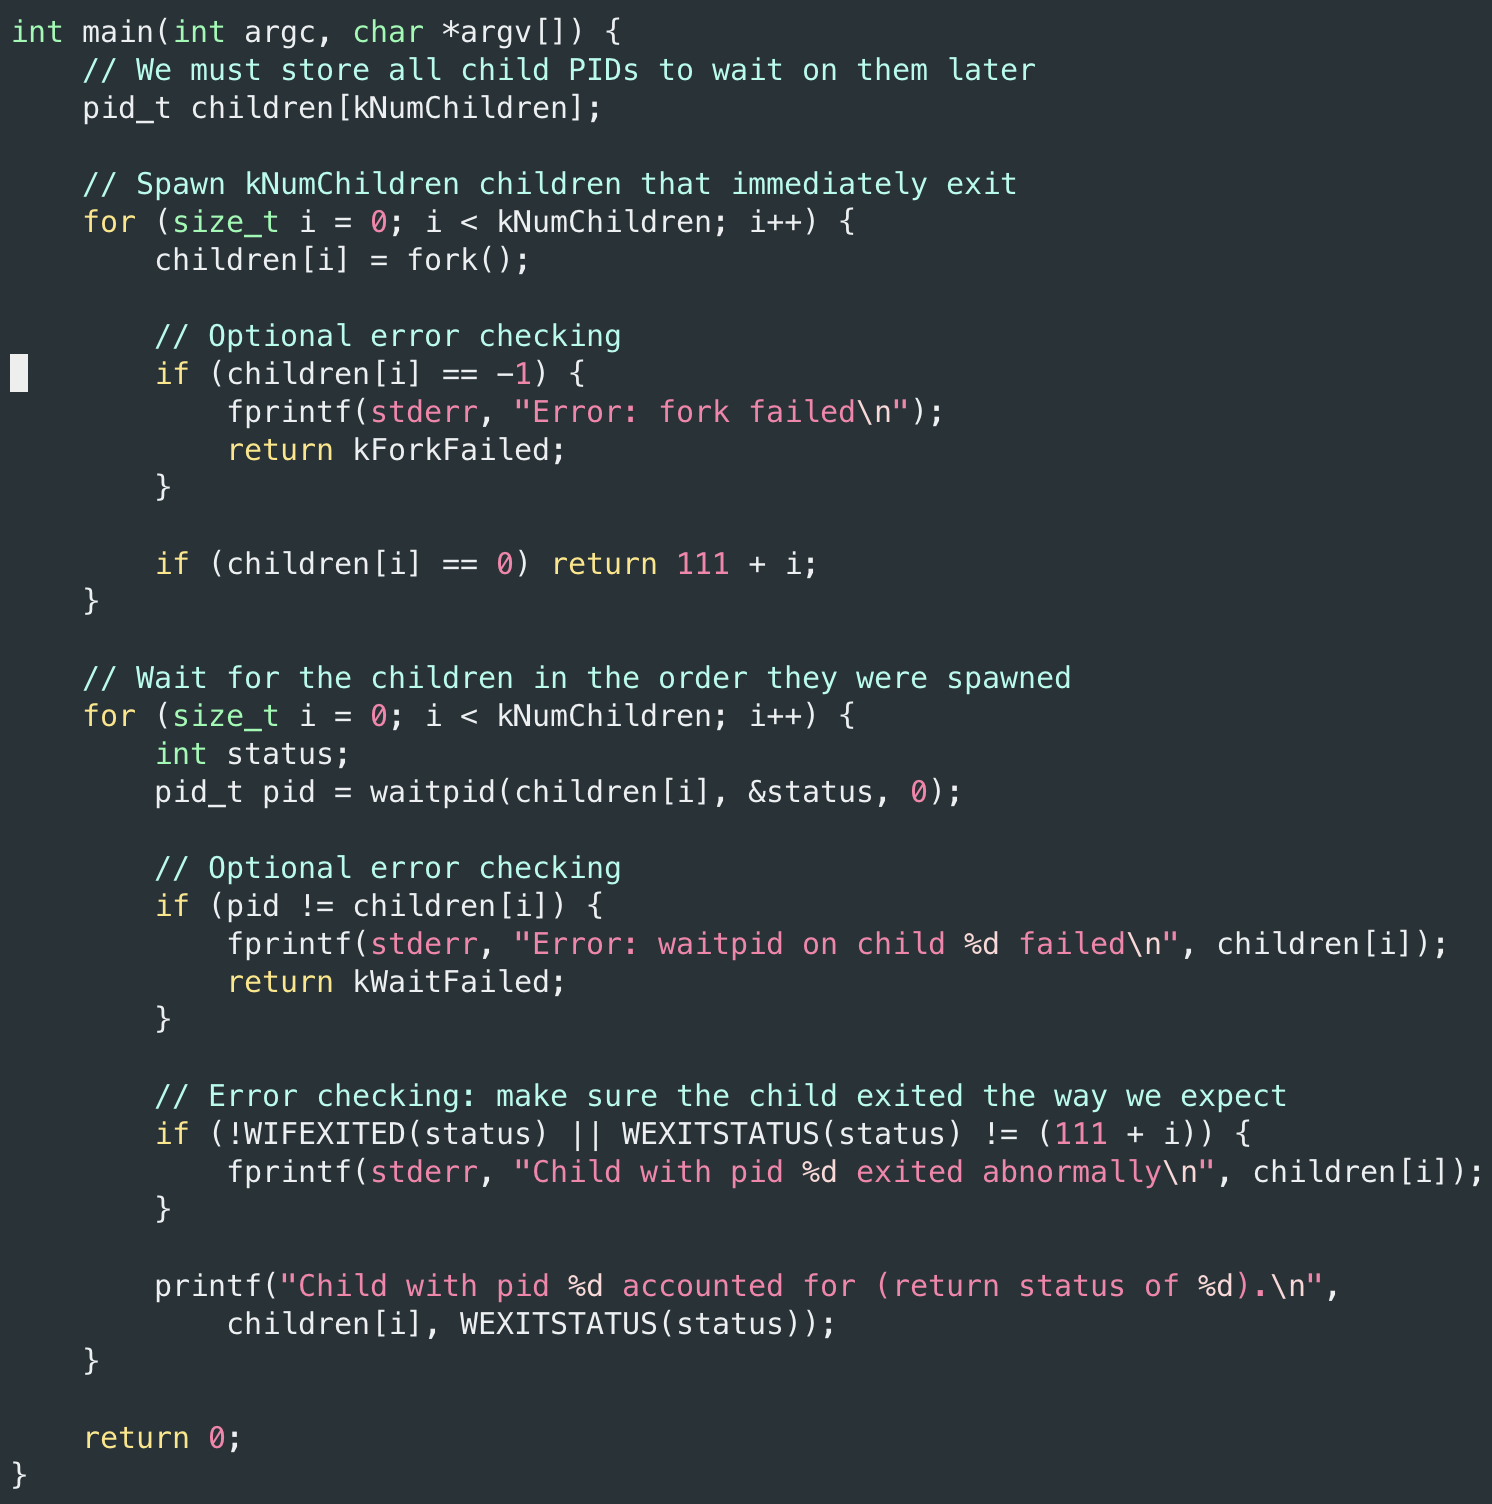 int main(int argc, char *argv[]) {
    // We must store all child PIDs to wait on them later
    pid_t children[kNumChildren];

    // Spawn kNumChildren children that immediately exit
    for (size_t i = 0; i < kNumChildren; i++) {
        children[i] = fork();

        // Optional error checking
        if (children[i] == -1) {
            fprintf(stderr, "Error: fork failed\n");
            return kForkFailed;
        }

        if (children[i] == 0) return 111 + i;
    }

    // Wait for the children in the order they were spawned
    for (size_t i = 0; i < kNumChildren; i++) {
        int status;
        pid_t pid = waitpid(children[i], &status, 0);

        // Optional error checking
        if (pid != children[i]) {
            fprintf(stderr, "Error: waitpid on child %d failed\n", children[i]);
            return kWaitFailed;
        }

        // Error checking: make sure the child exited the way we expect
        if (!WIFEXITED(status) || WEXITSTATUS(status) != (111 + i)) {
            fprintf(stderr, "Child with pid %d exited abnormally\n", children[i]);
        }

        printf("Child with pid %d accounted for (return status of %d).\n",
            children[i], WEXITSTATUS(status));
    }

    return 0;
}